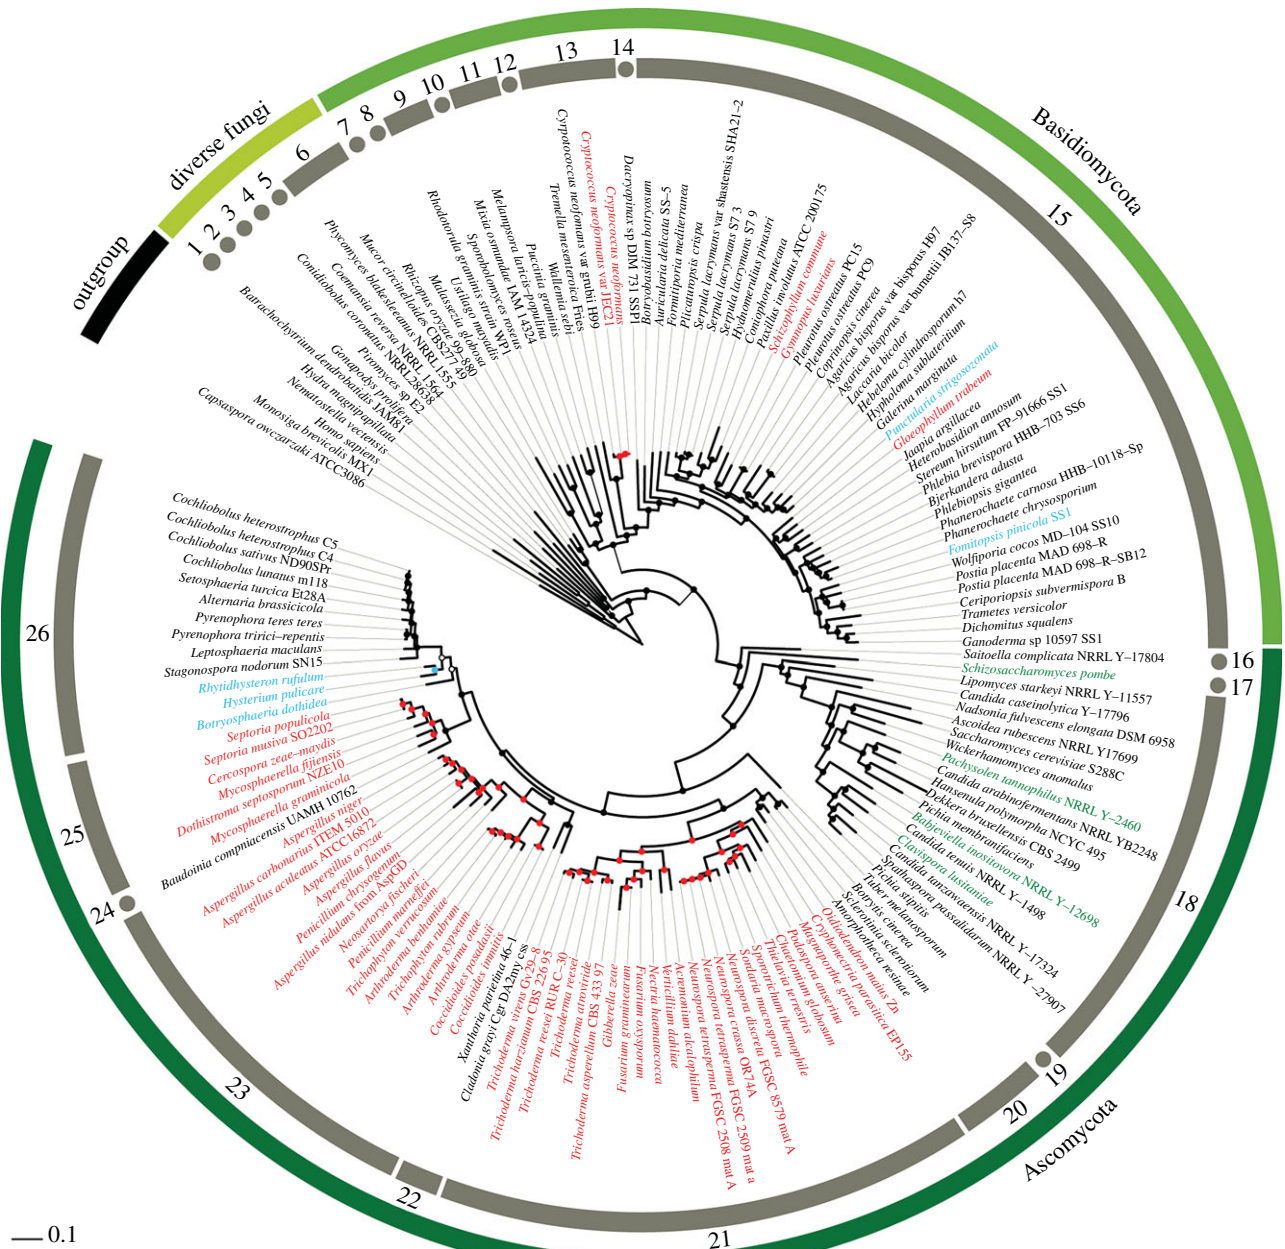 outgroup
diverse fungi
Basidiomycota
Ascomycota
1
2
3
4
5
6
7
8
9
10
11
12
13
14
15
16
17
18
19
20
21
22
23
24
25
26
Capsaspora owczarzaki ATCC3086
Monosiga brevicolis MX1
Homo sapiens
Nematostella vectensis
Hydra magnipapillata
Batrachochytrium dendrobatidis JAM81
Gonapodys prolifera
Piromyces sp E2
Conidiobolus coronatus NRRL28638
Coemansia reversa NRRL 1564
Phycomyces blakesleeanus NRRL1555
Mucor circinelloides CBS277 49
Rhizopus oryzae 99–880
Malassezia globosa
Ustilago mayadis
Sporobolomyces roseus
Rhodotorula graminis strain WP1
Mixia osmundae IAM 14324
Melampsora laricis–populina
Puccinia graminis
Wallemia sebi
Tremella mesenteroica Fries
Cyrpotococcus neofomans var grubii H99
Cryptococcus neoformans var JEC21
Cryptococcus neoformans
Dacryopinax sp DJM 731 SSP1
Botryobasidium botryosum
Auricularia delicata SS–5
Fomitiporia mediterranea
Plicaturopsis crispa
Serpula lacrymans var shastensis SHA21–2
Serpula lacrymans S7 3
Serpula lacrymans S7 9
Hydnomerulius pinastri
Coniophora puteana
Paxillus involutus ATCC 200175
Schizophyllum commune
Gymnopus luxurians
Pleurotus ostreatus PC15
Pleurotus ostreatus PC9
Coprinopsis cinerea
Agaricus bisporus var bisporus H97
Agaricus bisporus var burnettii JB137–S8
Laccaria bicolor
Hebeloma cylindrosporum h7
Hypholoma sublateritium
Galerina marginata
Punctularia strigosozonata
Gloeophyllum trabeum
Jaapia argillacea
Heterobasidion annosum
Stereum hirsutum FP–91666 SS1
Phlebia brevispora HHB–703 SS6
Bjerkandera adusta
Phlebiopsis gigantea
Phanerochaete carnosa HHB–10118–Sp
Phanerochaete chrysosporium
Fomitopsis pinicola SS1
Wolfiporia cocos MD–104 SS10
Postia placenta MAD 698–R
Postia placenta MAD 698–R–SB12
Ceriporiopsis subvermispora B
Trametes versicolor
Dichomitus squalens
Ganoderma sp 10597 SS1
Saitoella complicata NRRL Y–17804
Schizosaccharomyces pombe
Lipomyces starkeyi NRRL Y–11557
Candida caseinolytica Y–17796
Nadsonia fulvescens elongata DSM 6958
Ascoidea rubescens NRRL Y17699
Saccharomyces cerevisiae S288C
Wickerhamomyces anomalus
Pachysolen tannophilus NRRL Y–2460
Candida arabinofermentans NRRL YB2248
Hansenula polymorpha NCYC 495
Dekkera bruxellensis CBS 2499
Pichia membranifaciens
Babjeviella inositovora NRRL Y–12698
Candida tenuis NRRL Y–1498
Clavispora lusitaniae
Candida tanzawaensis NRRL Y–17324
Spathaspora passalidarum NRRL Y –27907
Pichia stipitis
Tuber melanosporum
Botryiis cinerea
Sclerotinia sclerotiorum
Amorphotheca resinae
Oidiodendron maius Zn
Cryphonectria parasitica EP155
Magnaporthe grisea
Podospora anserina
Chaetomium globosum
Thielavia terrestris
Sporotrichum thermophile
Sordaria macrospora
Neurospora discreta FGSC 8579 mat A
Neurospora crassa OR74A
Neurospora tetrasperma FGSC 2509 mat a
Neurospora tetrasperma FGSC 2508 mat A
Acremonium alcalophilum
Verticillium dahliae
Nectria haematococca
Fusarium oxysporum
Fusarium graminearum
Gibberella zeae
Trichoderma asperellum CBS 433 97
Trichoderma atroviride
Trichoderma reesei
Trichoderma reesei RUR C–30
Trichoderma harzianum CBS 226 95
Trichoderma virens Gv29–8
Cladonia grayi Cgr DA2my css
Xanthoria parietina 46–1
Coccidioides immitis
Coccidioides posadasii
Arthroderma otae
Arthroderma gypseum
Trichophyton rubrum
Arthroderma benhamiae
Trichophyton verrucosum
Penicillium marneffei
Neosartorya fischeri
Aspergillus nidulans from AspGD
Penicillium chrysogenum
Aspergillus flavus
Aspergillus oryzae
Aspergillus aculeatus ATCC16872
Aspergillus carbonarius ITEM 5010
Aspergillus niger
Baudoinia compniacensis UAMH 10762
Mycosphaerella graminicola
Dothistroma septosporum NZE10
Mycosphaerella fijiensis
Cercospora zeae–maydis
Septoria musiva SO2202
Septoria populicola
Botryosphaeria dothidea
Hysterium pulicare
Rhytidhysteron rufulum
Stagonospora nodorum SN15
Leptosphaeria maculans
Pyrenophora tririci–repentis
Pyrenophora teres teres
Alternaria brassicicola
Setosphaeria turcica Et28A
Cochliobolus lunatus m118
Cochliobolus sativus ND90SPr
Cochliobolus heterostrophus C4
Cochliobolus heterostrophus C5
0.1